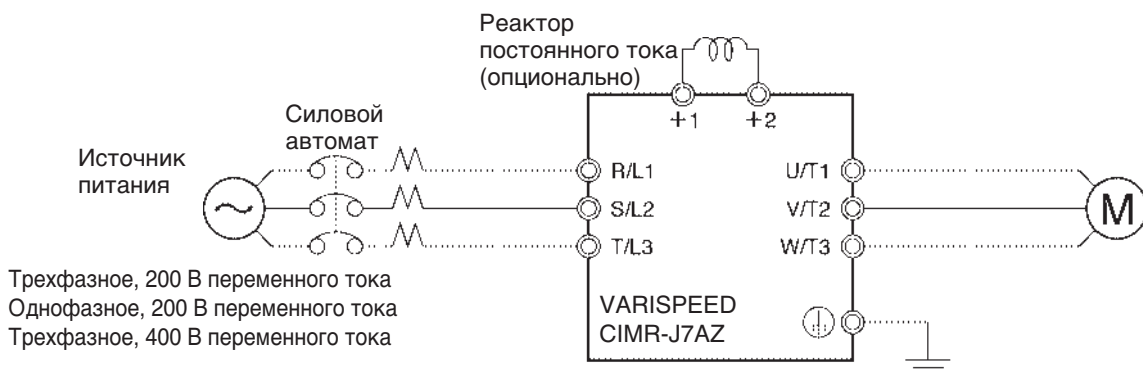 Реактор
постоянного тока
(опционально)
+1
+2
Силовой
автомат
Источник
питания
R/L1
U/T1
S/L2
V/T2
M
T/L3
W/T3
Трехфазное, 200 В переменного тока
Однофазное, 200 В переменного тока
Трехфазное, 400 В переменного тока
VARISPEED
CIMR-J7AZ